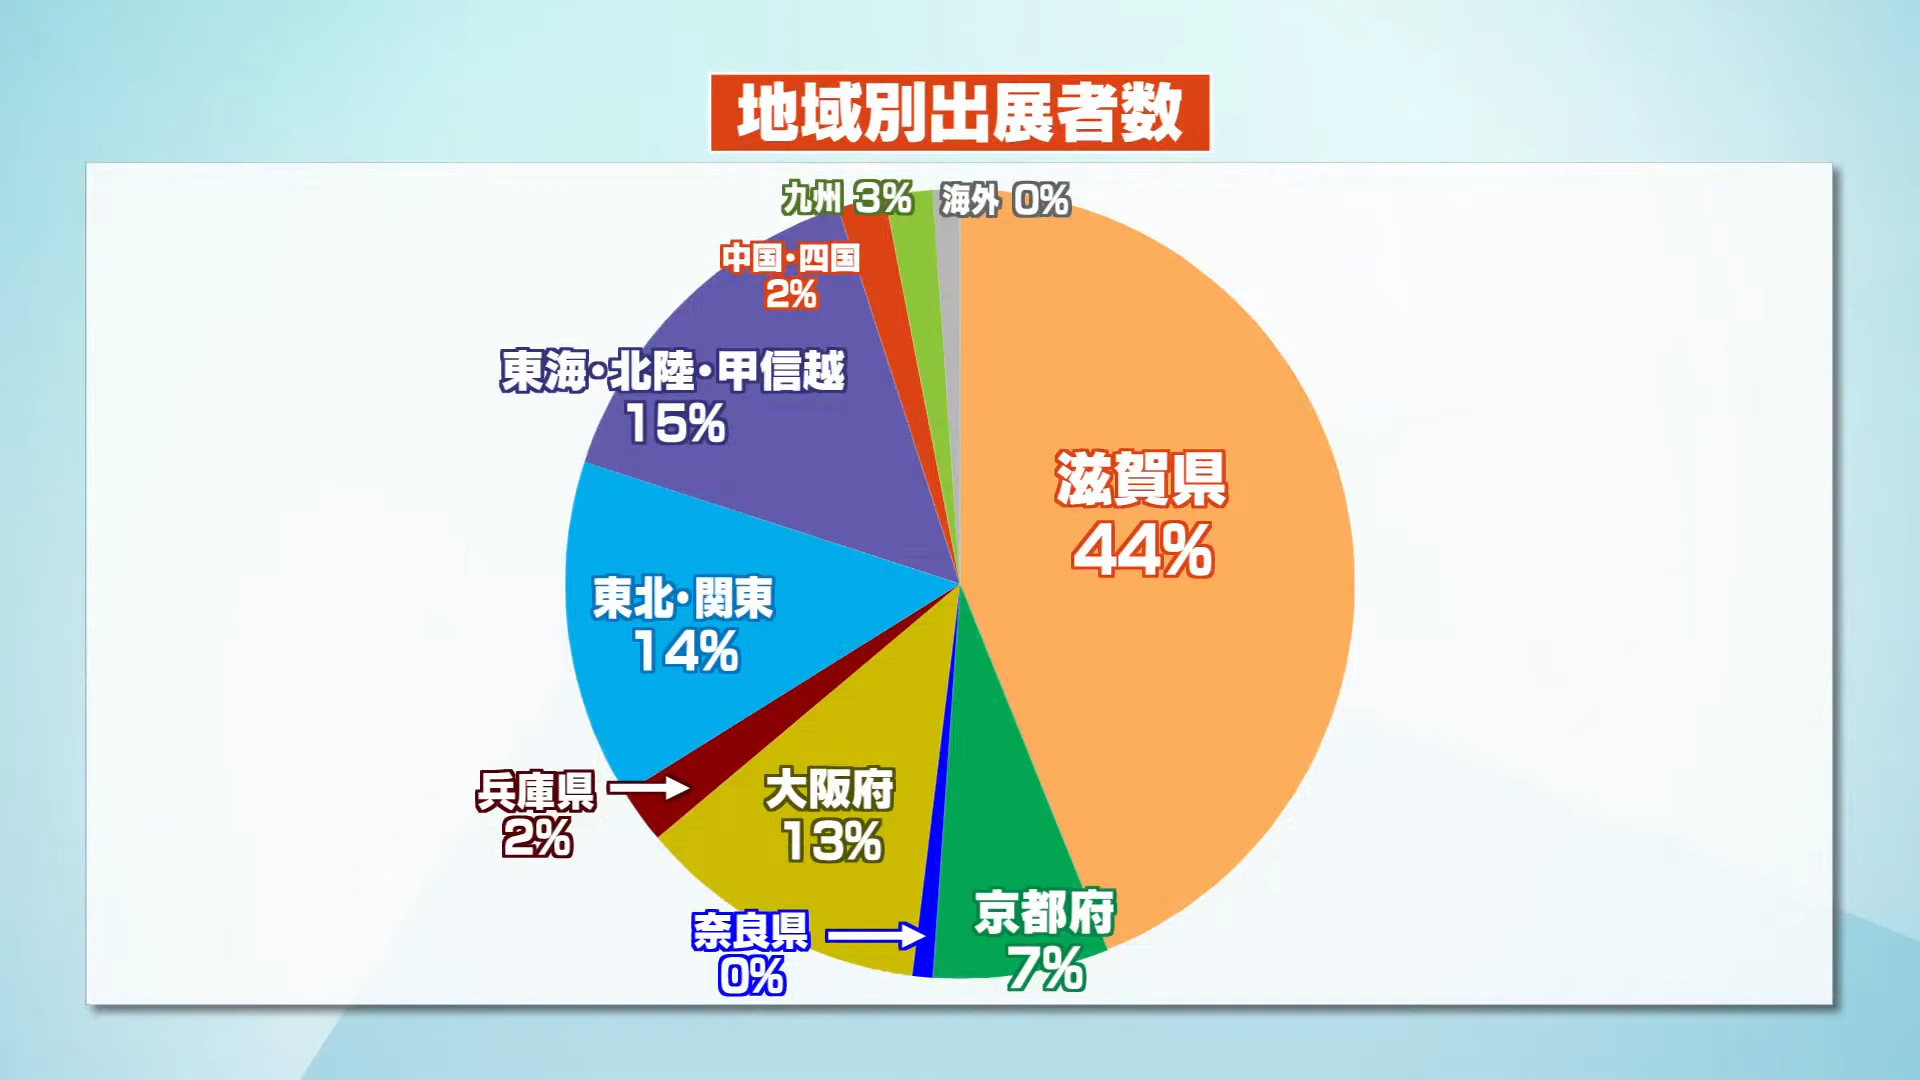 地域別出展者数
九州 3%
海外 0%
中国・四国
2%
東海・北陸・甲信越
15%
滋賀県
44%
東北・関東
14%
兵庫県
2%
大阪府
13%
奈良県
0%
京都府
7%